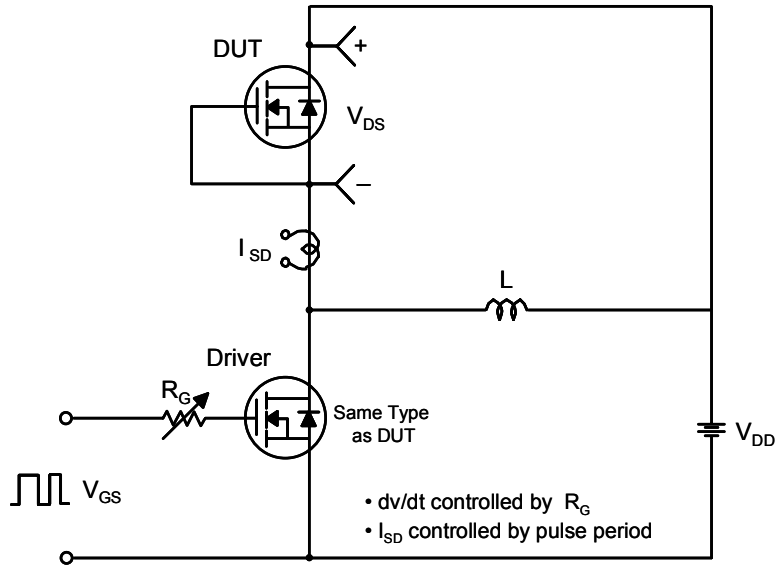 DUT
+
V_DS
–
I_SD
L
Driver
R_G
Same Type
as DUT
V_DD
V_GS
• dv/dt controlled by R_G
• I_SD controlled by pulse period